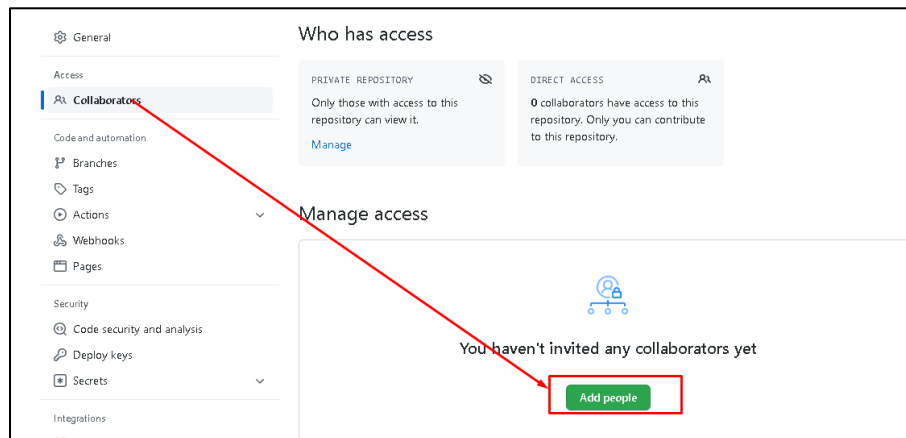 General
Access
Collaborators
Code and automation
Branches
Tags
Actions
Webhooks
Pages
Security
Code security and analysis
Deploy keys
Secrets
Integrations
Who has access
PRIVATE REPOSITORY
Only those with access to this
repository can view it.
Manage
DIRECT ACCESS
0 collaborators have access to this
repository. Only you can contribute
to this repository.
Manage access
You haven't invited any collaborators yet
Add people